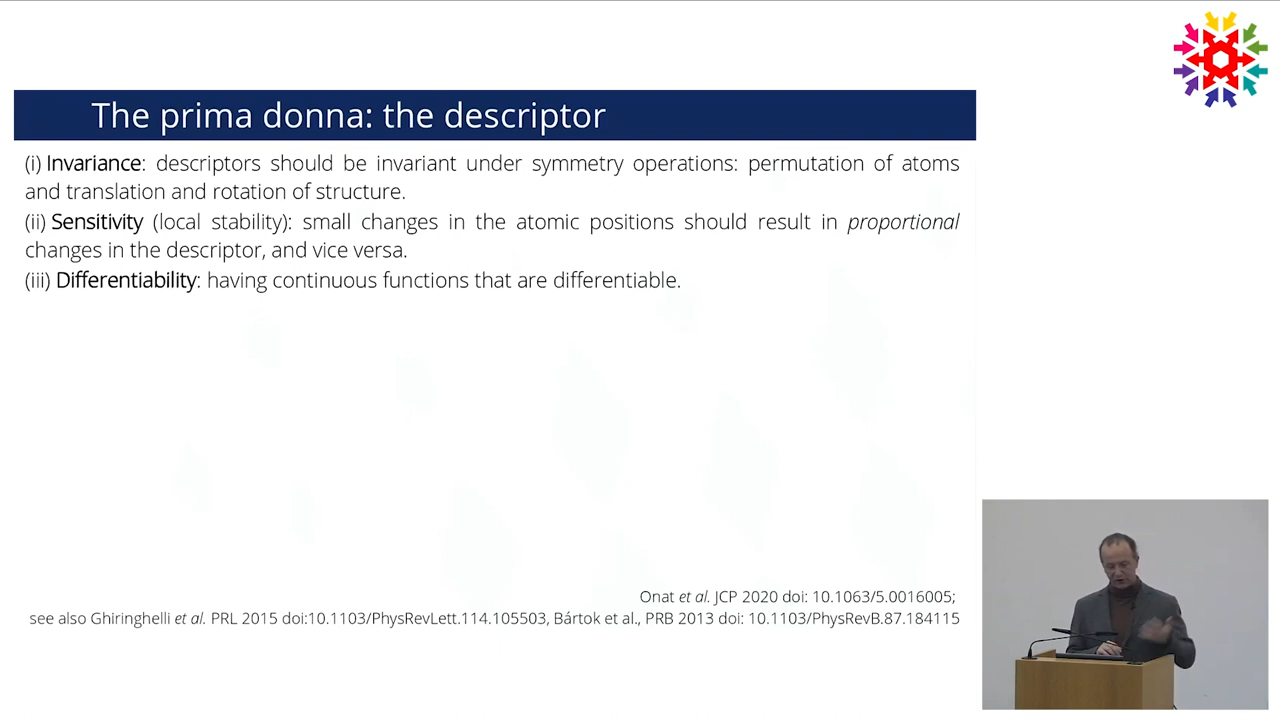 The prima donna: the descriptor
(i) Invariance: descriptors should be invariant under symmetry operations: permutation of atoms
and translation and rotation of structure.
(ii) Sensitivity (local stability): small changes in the atomic positions should result in proportional
changes in the descriptor, and vice versa.
(iii) Differentiability: having continuous functions that are differentiable.
Onat et al. JCP 2020 doi: 10.1063/5.0016005;
see also Ghiringhelli et al. PRL 2015 doi:10.1103/PhysRevLett.114.105503, Bártok et al., PRB 2013 doi: 10.1103/PhysRevB.87.184115